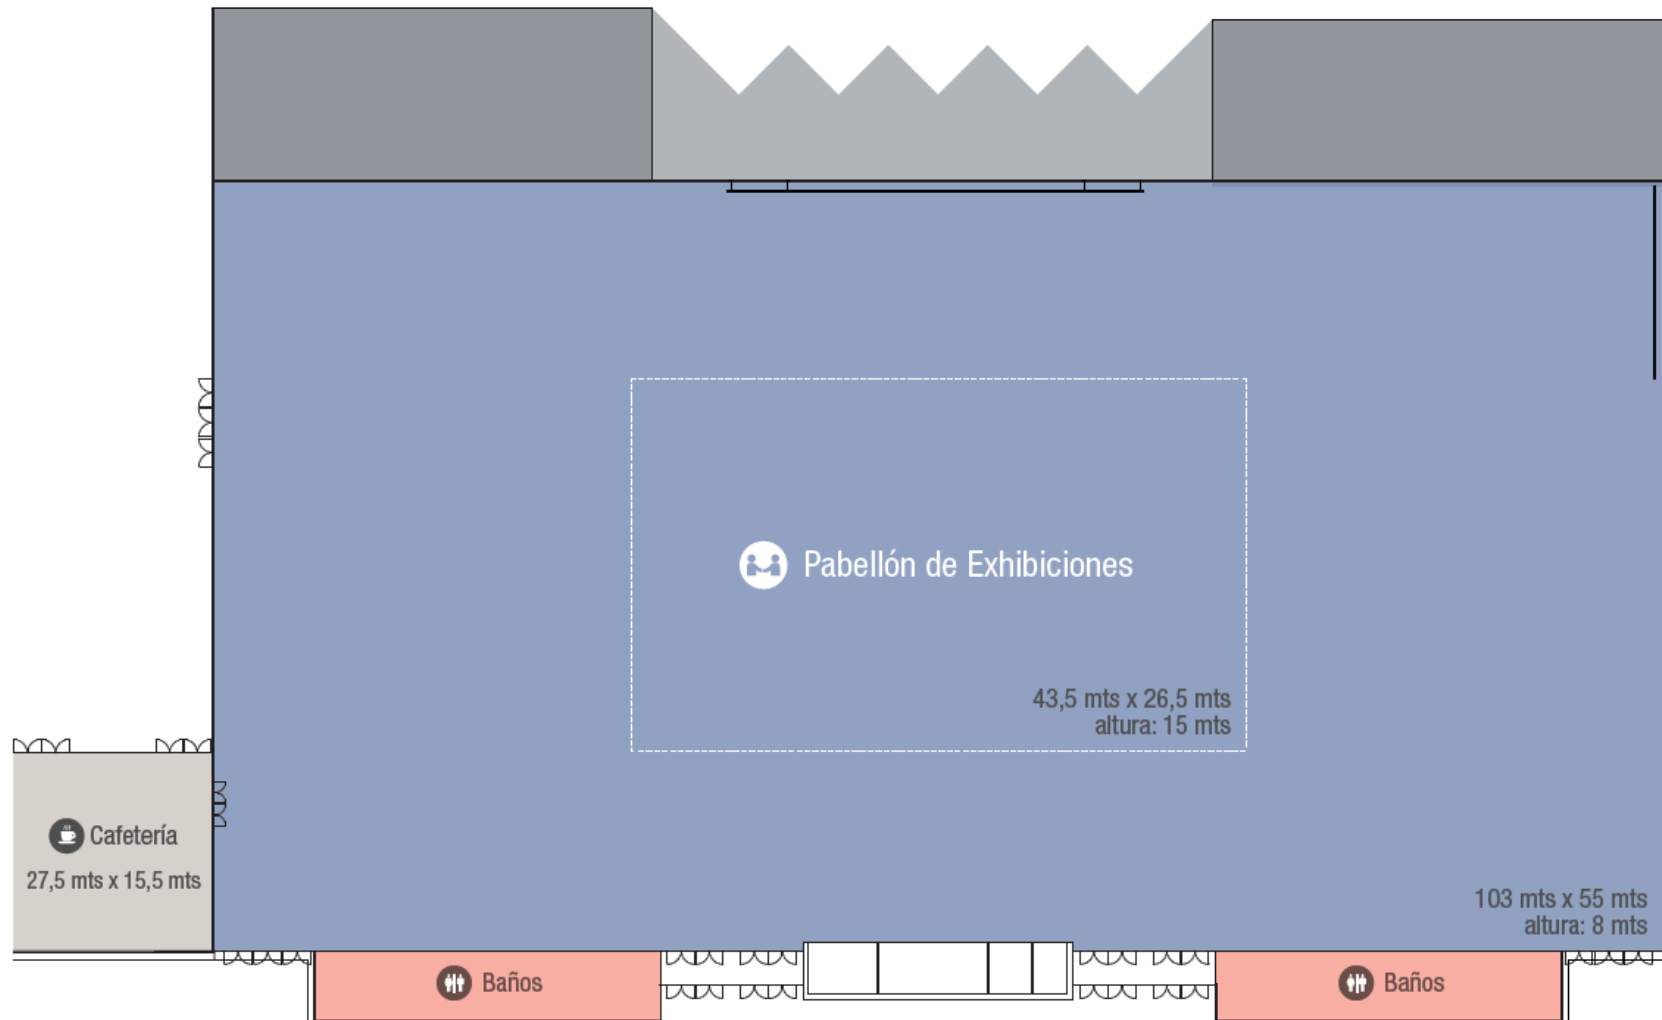 Pabellón de Exhibiciones
43,5 mts x 26,5 mts
altura: 15 mts
Cafetería
27,5 mts x 15,5 mts
103 mts x 55 mts
altura: 8 mts
Baños
Baños